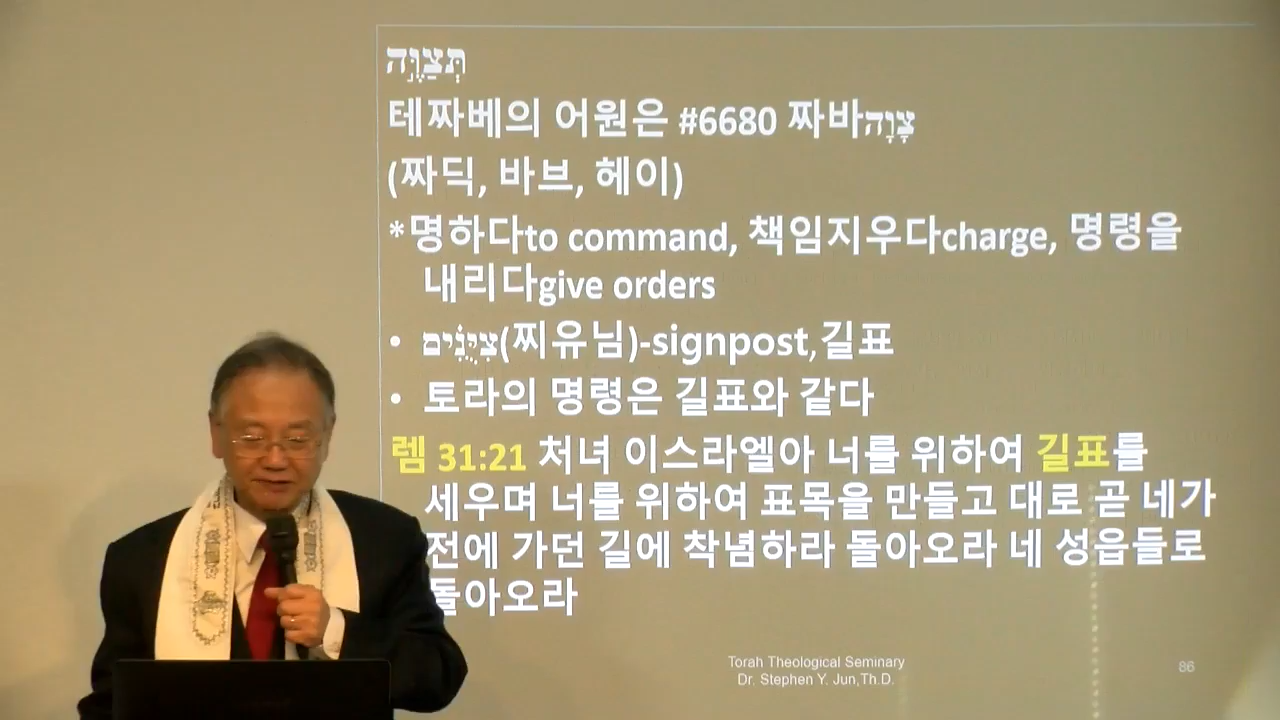 תְּצַוֶּ֣ה
테짜베의 어원은 #6680 짜바צָוָה
(짜딕, 바브, 헤이)
*명하다to command, 책임지우다charge, 명령을
내리다give orders
• צִיֻּנִ֗ים(찌유님)-signpost,길표
• 토라의 명령은 길표와 같다
렘 31:21 처녀 이스라엘아 너를 위하여 길표를
세우며 너를 위하여 표목을 만들고 대로 곧 네가
전에 가던 길에 착념하라 돌아오라 네 성읍들로
돌아오라
Torah Theological Seminary
Dr. Stephen Y. Jun,Th.D.
86